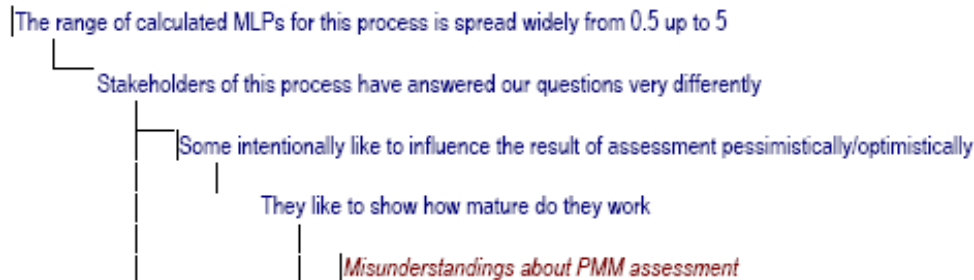 The range of calculated MLPs for this process is spread widely from 0.5 up to 5
Stakeholders of this process have answered our questions very differently
Some intentionally like to influence the result of assessment pessimistically/optimistically
They like to show how mature do they work
Misunderstandings about PMM assessment